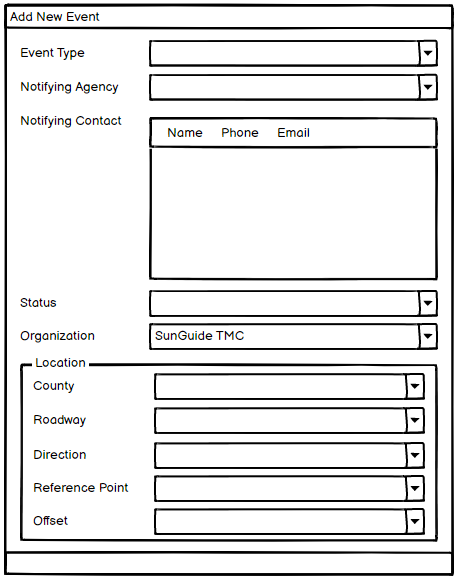 Add New Event
Event Type
Notifying Agency
Notifying Contact
Name Phone Email
Status
Organization SunGuide TMC
Location
County
Roadway
Direction
Reference Point
Offset